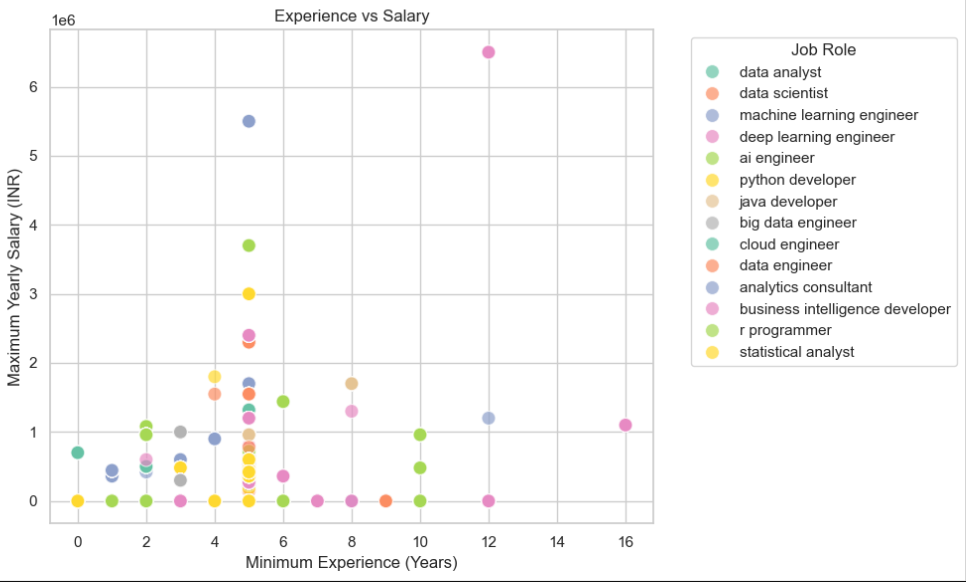 Experience vs Salary
1e6
Maximum Yearly Salary (INR)
6
5
4
3
2
1
0
0 2 4 6 8 10 12 14 16
Minimum Experience (Years)
Job Role
data analyst
data scientist
machine learning engineer
deep learning engineer
ai engineer
python developer
java developer
big data engineer
cloud engineer
data engineer
analytics consultant
business intelligence developer
r programmer
statistical analyst